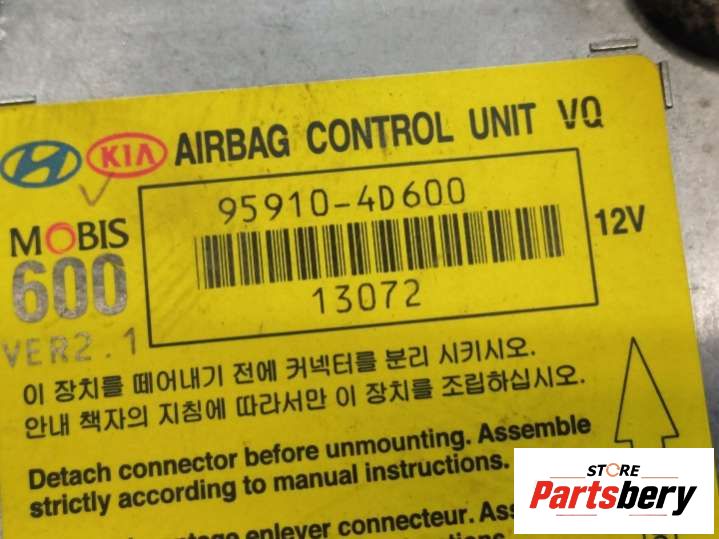 KIA AIRBAG CONTROL UNIT VQ
MOBIS
600
VER2.1
95910-4D600
13072
12V
이 장치를 떼어내기 전에 커넥터를 분리 시키시오.
안내 책자의 지침에 따라서만 이 장치를 조립하십시오.
Detach connector before unmounting. Assemble
strictly according to manual instructions.
enlever connecteur.
STORE
Partsbery